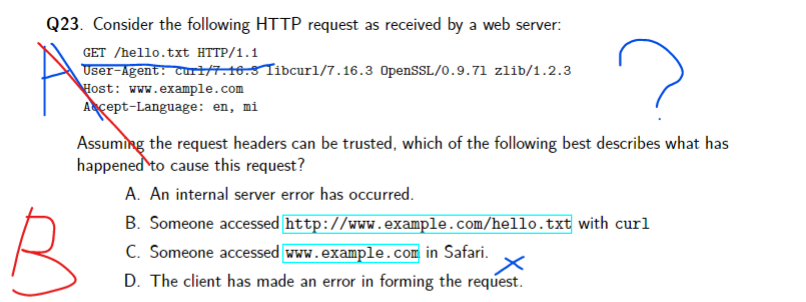 Q23. Consider the following HTTP request as received by a web server:
GET /hello.txt HTTP/1.1
User-Agent: curl/7.16.3 libcurl/7.16.3 OpenSSL/0.9.7l zlib/1.2.3
Host: www.example.com
Accept-Language: en, mi
A
?
Assuming the request headers can be trusted, which of the following best describes what has
happened to cause this request?
A. An internal server error has occurred.
B. Someone accessed http://www.example.com/hello.txt with curl
C. Someone accessed www.example.com in Safari.
D. The client has made an error in forming the request.
B